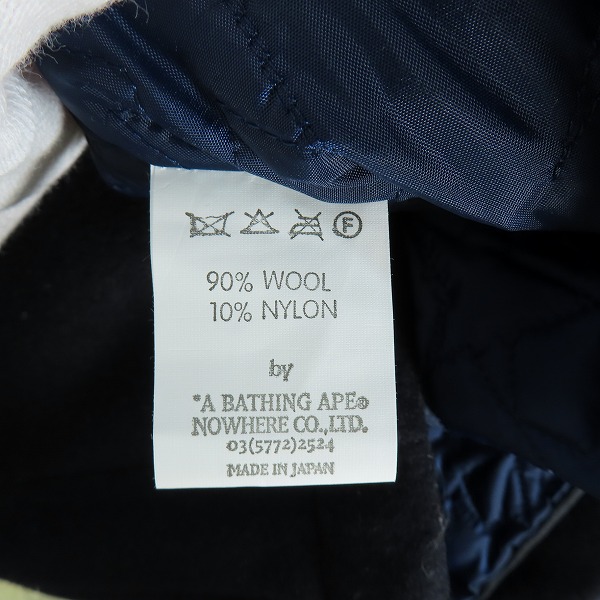 F
90% WOOL
10% NYLON
by
*A BATHING APE®
NOWHERE CO., LTD.
03(5772)2524
MADE IN JAPAN